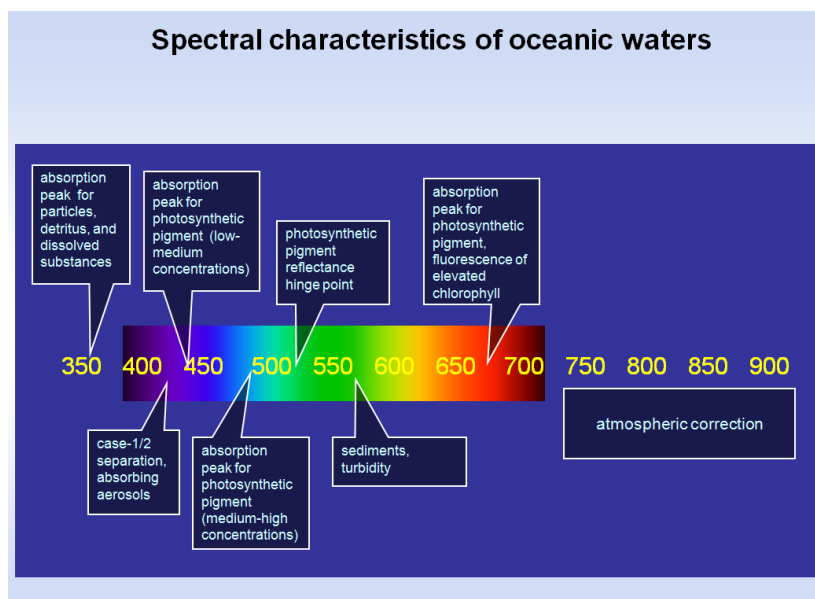 Spectral characteristics of oceanic waters
absorption
peak for
particles,
detritus, and
dissolved
substances
absorption
peak for
photosynthetic
pigment (low-
medium
concentrations)
photosynthetic
pigment
reflectance
hinge point
absorption
peak for
photosynthetic
pigment,
fluorescence of
elevated
chlorophyll
350 400 450 500 550 600 650 700 750 800 850 900
case-1/2
separation,
absorbing
aerosols
absorption
peak for
photosynthetic
pigment
(medium-high
concentrations)
sediments,
turbidity
atmospheric correction